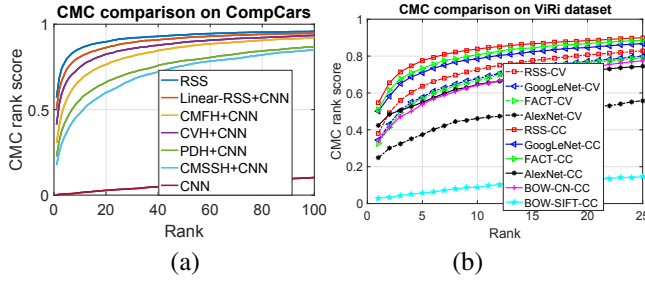 CMC comparison on CompCars
CMC rank score
1
0.5
0
0
20
40
60
80
100
Rank
RSS
Linear-RSS+CNN
CMFH+CNN
CVH+CNN
PDH+CNN
CMSSH+CNN
CNN
(a)
CMC comparison on ViRi dataset
CMC rank score
1
0.8
0.6
0.4
0.2
0
0
5
10
15
20
25
Rank
RSS-CV
GoogLeNet-CV
FACT-CV
AlexNet-CV
RSS-CC
GoogLeNet-CC
FACT-CC
AlexNet-CC
BOW-CN-CC
BOW-SIFT-CC
(b)